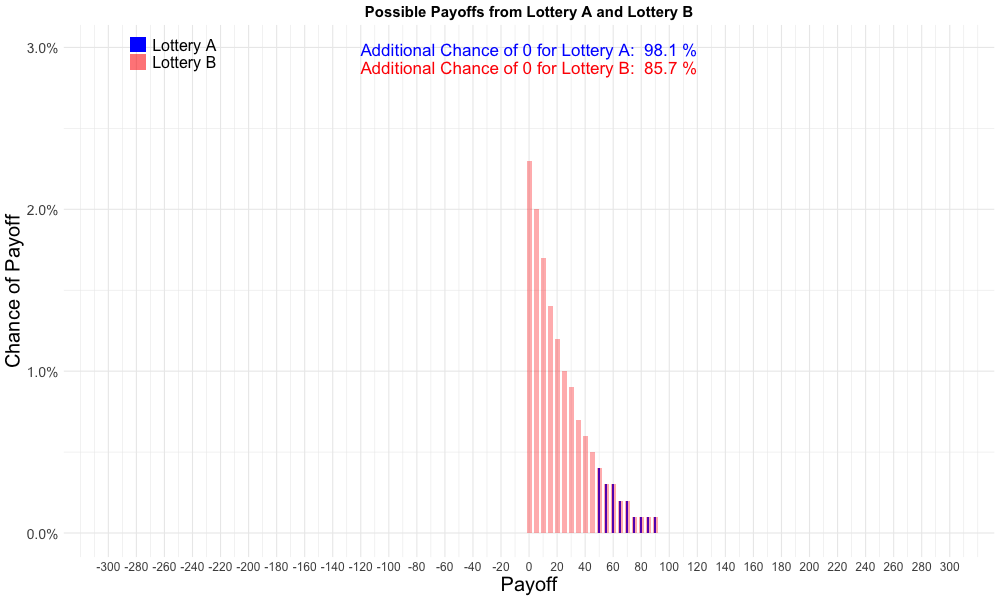 Possible Payoffs from Lottery A and Lottery B
Lottery A
Lottery B
Additional Chance of 0 for Lottery A: 98.1 %
Additional Chance of 0 for Lottery B: 85.7 %
Chance of Payoff
3.0%
2.0%
1.0%
0.0%
-300 -280 -260 -240 -220 -200 -180 -160 -140 -120 -100 -80 -60 -40 -20 0 20 40 60 80 100 120 140 160 180 200 220 240 260 280 300
Payoff